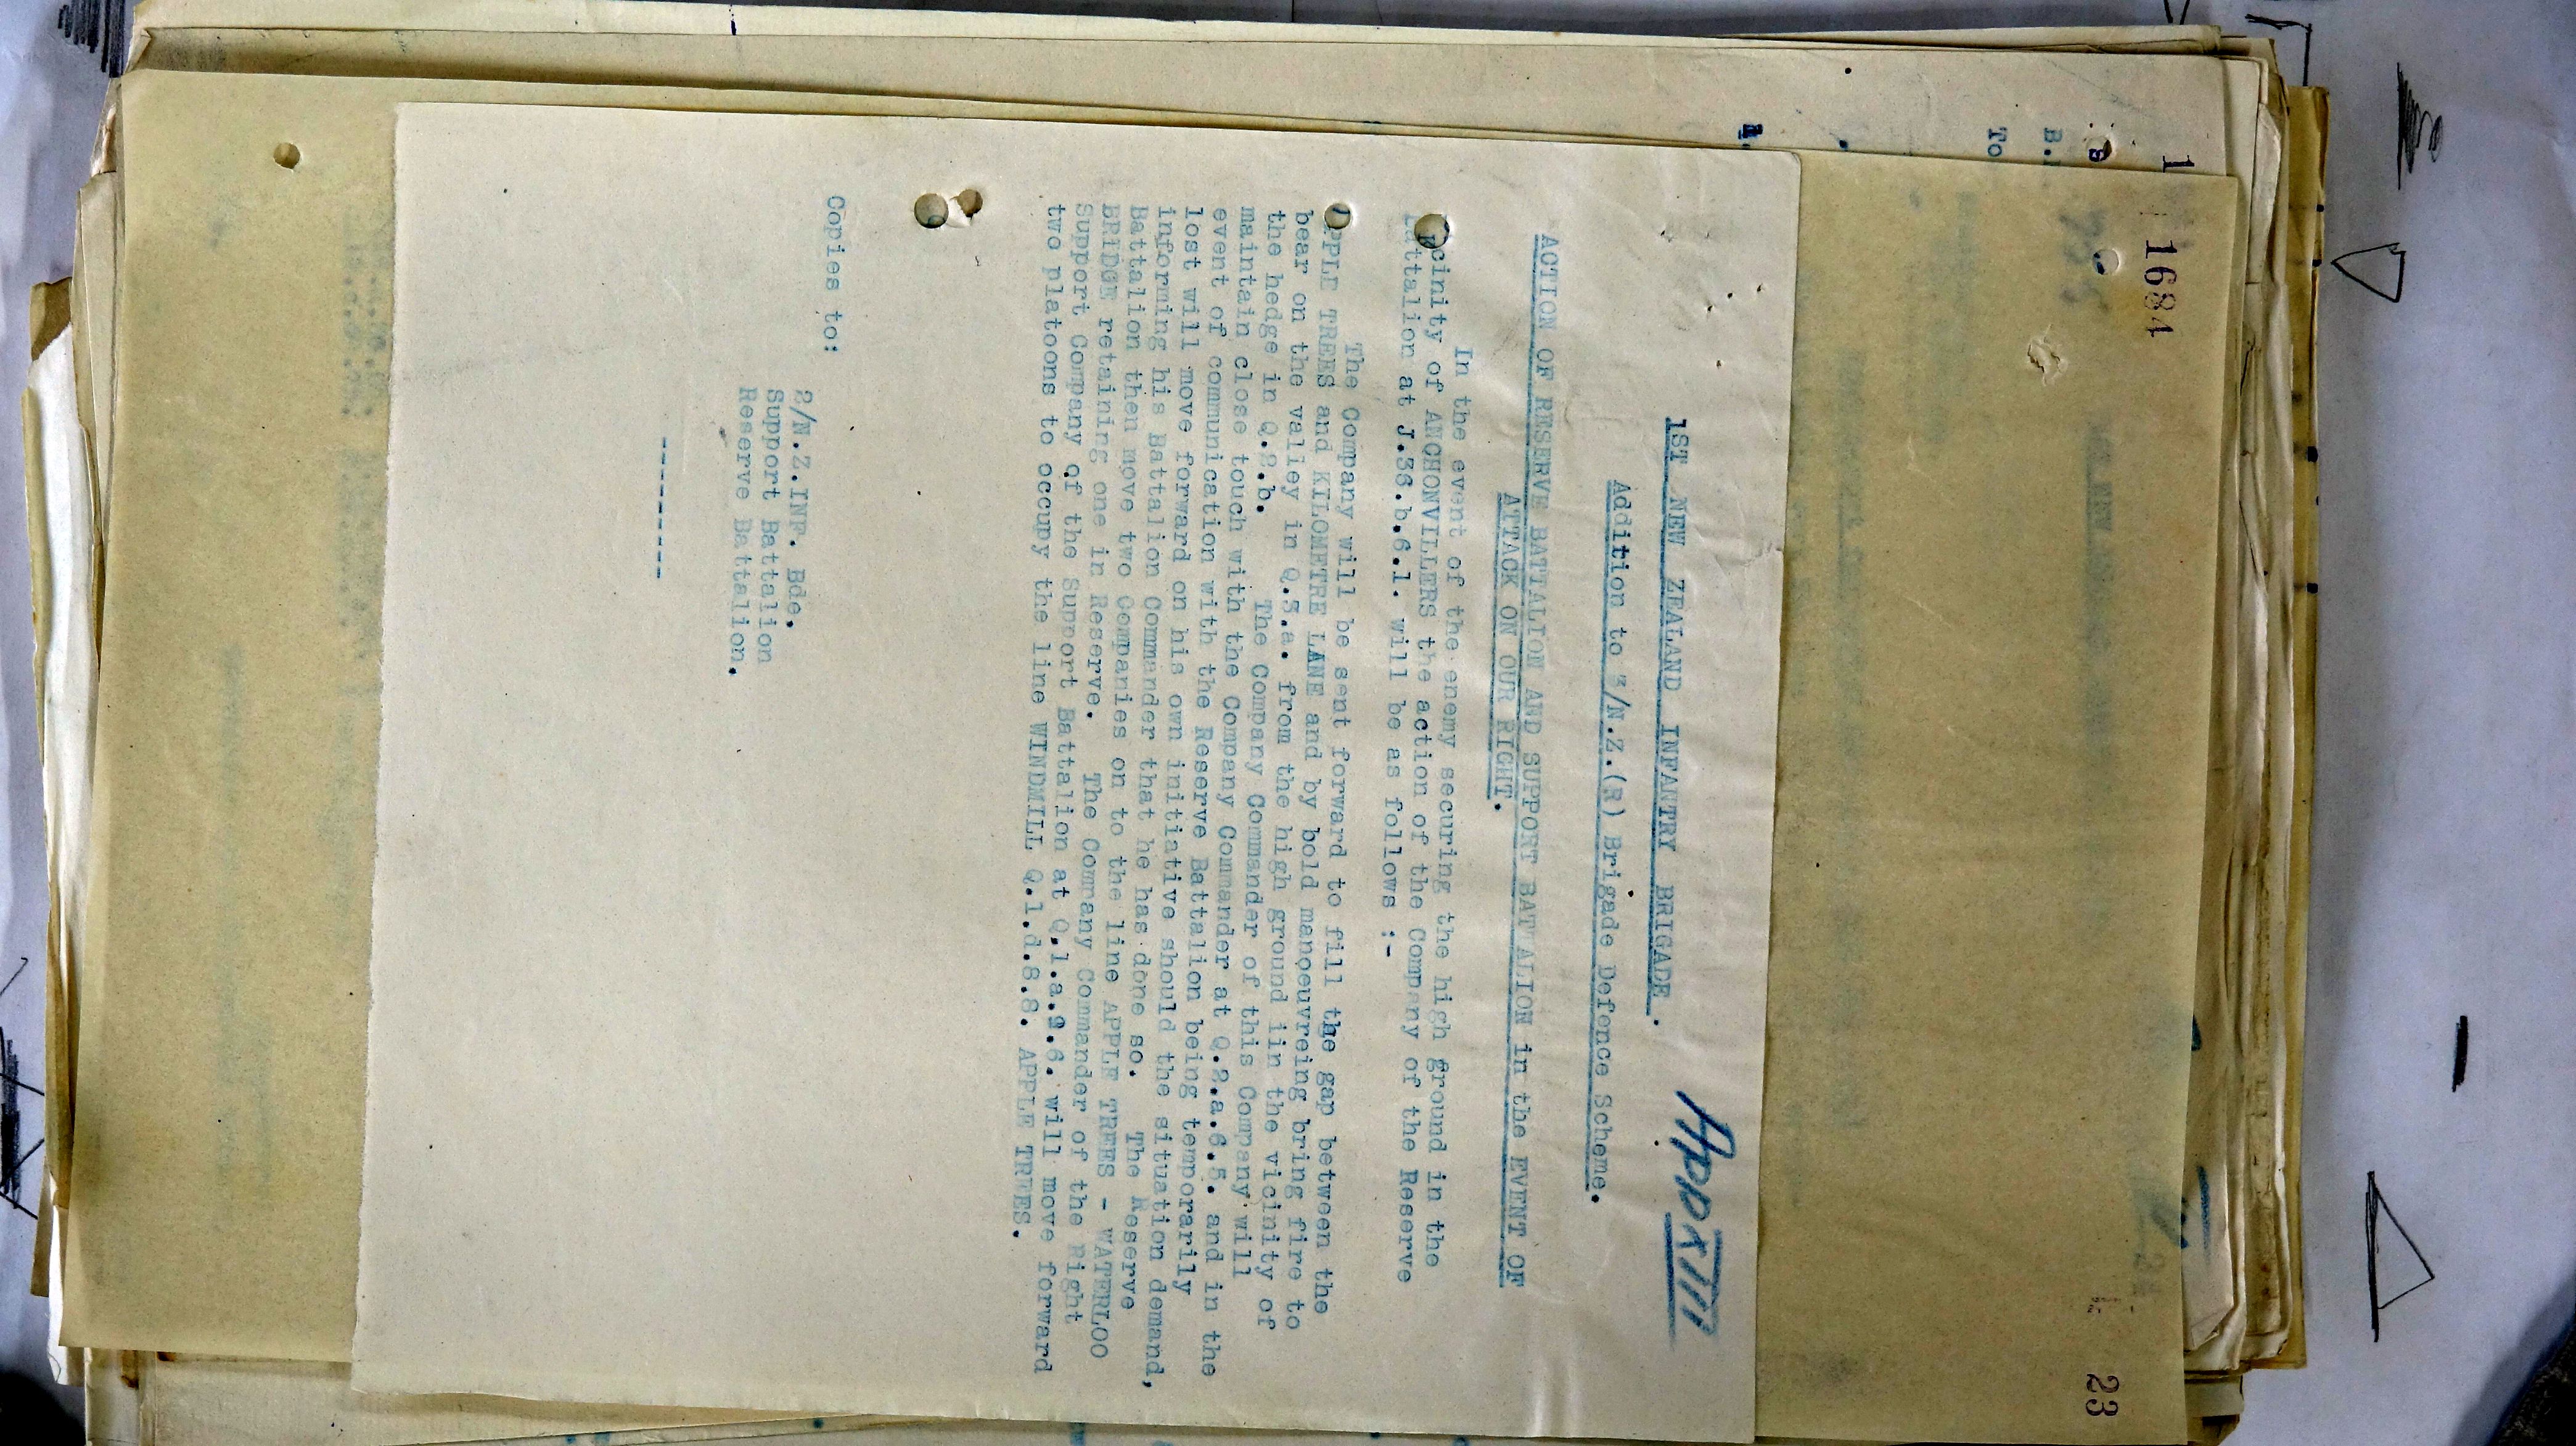 1684
23
To
B.
Appx III
1ST NEW ZEALAND INFANTRY BRIGADE.
Addition to 3/N.Z.(R) Brigade Defence Scheme.
ACTION OF RESERVE BATTALION AND SUPPORT BATTALION in the EVENT OF
ATTACK ON OUR RIGHT.
In the event of the enemy securing the high ground in the
cinity of AUCHONVILLERS the action of the Company of the Reserve
attalion at J.36.b.6.1. will be as follows :-
The Company will be sent forward to fill the gap between the
APPLE TREES and KILOMETRE LANE and by bold manoeuvreing bring fire to
bear on the valley in Q.3.a. from the high ground iin the vicinity of
the hedge in Q.2.b. The Company Commander of this Company will
maintain close touch with the Company Commander at Q.2.a.6.5. and in the
event of communication with the Reserve Battalion being temporarily
lost will move forward on his own initiative should the situation demand,
informing his Battalion Commander that he has done so. The Reserve
Battalion then move two Companies on to the line APPLE TREES - WATERLOO
BRIDGE retaining one in Reserve. The Company Commander of the Right
Support Company of the Support Battalion at Q.1.a.2.6. will move forward
two platoons to occupy the line WINDMILL Q.1.d.8.8. APPLE TREES.
Copies to:
2/N.Z.INF. Bde.
Support Battalion
Reserve Battalion.
---------